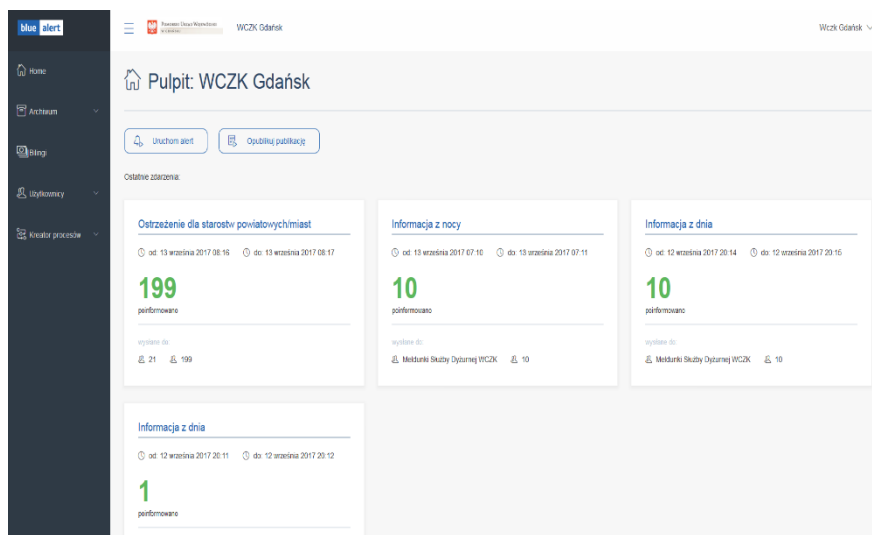 blue alert
Pomorski Urząd Wojewódzki
WCZK Gdańsk
Wczk Gdańsk
Home
Archiwum
Bilingi
Użytkownicy
Kreator procesów
Pulpit: WCZK Gdańsk
Uruchom alert
Opublikuj publikację
Ostatnie zdarzenia:
Ostrzeżenie dla starostw powiatowych/miast
od: 13 września 2017 08:16 do: 13 września 2017 08:17
199
poinformowano
wysłane do:
21 199
Informacja z nocy
od: 13 września 2017 07:10 do: 13 września 2017 07:11
10
poinformowano
wysłane do:
Meldunki Służby Dyżurnej WCZK 10
Informacja z dnia
od: 12 września 2017 20:14 do: 12 września 2017 20:15
10
poinformowano
wysłane do:
Meldunki Służby Dyżurnej WCZK 10
Informacja z dnia
od: 12 września 2017 20:11 do: 12 września 2017 20:12
1
poinformowano